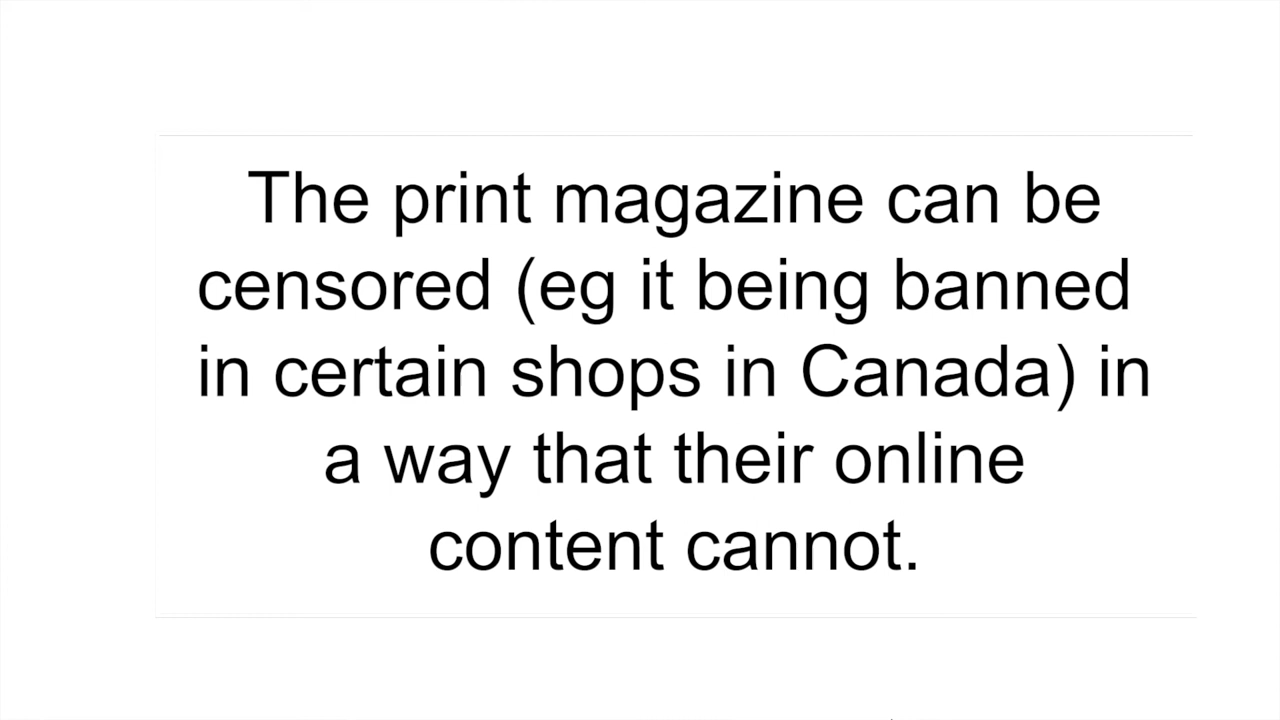 The print magazine can be
censored (eg it being banned
in certain shops in Canada) in
a way that their online
content cannot.